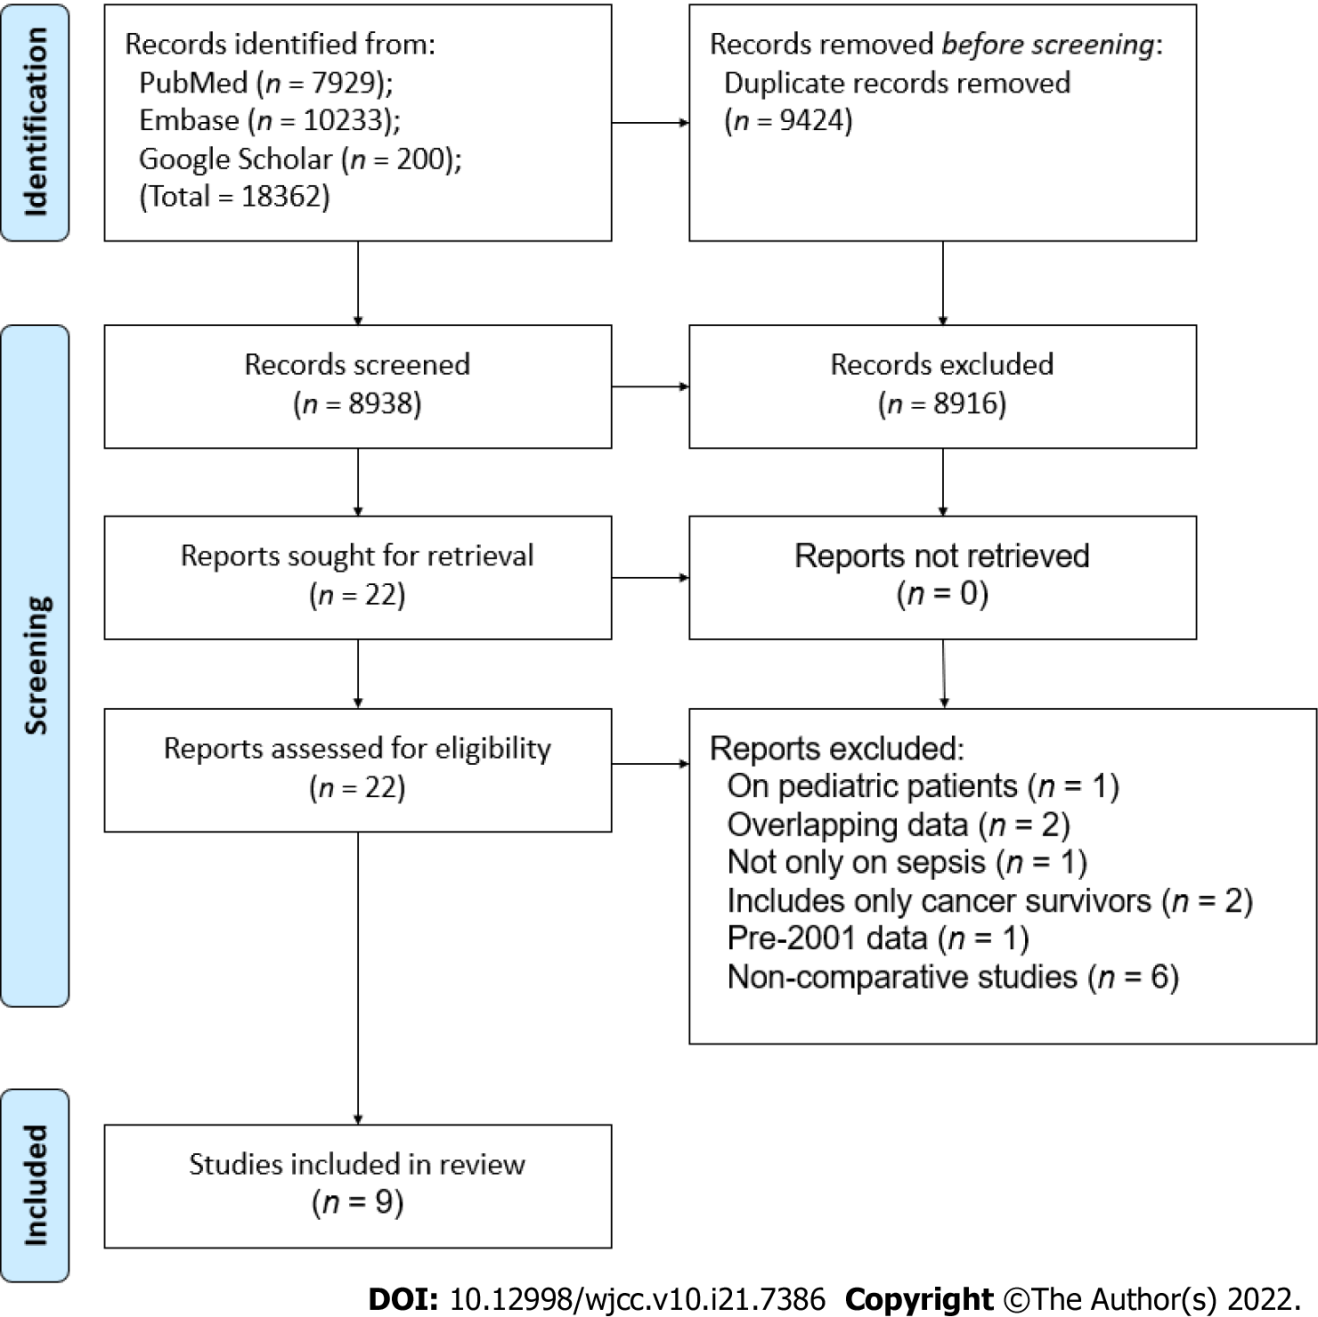 Identification
Records identified from:
PubMed (n = 7929);
Embase (n = 10233);
Google Scholar (n = 200);
(Total = 18362)
Records removed before screening:
Duplicate records removed
(n = 9424)
Screening
Records screened
(n = 8938)
Records excluded
(n = 8916)
Reports sought for retrieval
(n = 22)
Reports not retrieved
(n = 0)
Reports assessed for eligibility
(n = 22)
Reports excluded:
On pediatric patients (n = 1)
Overlapping data (n = 2)
Not only on sepsis (n = 1)
Includes only cancer survivors (n = 2)
Pre-2001 data (n = 1)
Non-comparative studies (n = 6)
Included
Studies included in review
(n = 9)
DOI: 10.12998/wjcc.v10.i21.7386 Copyright ©The Author(s) 2022.